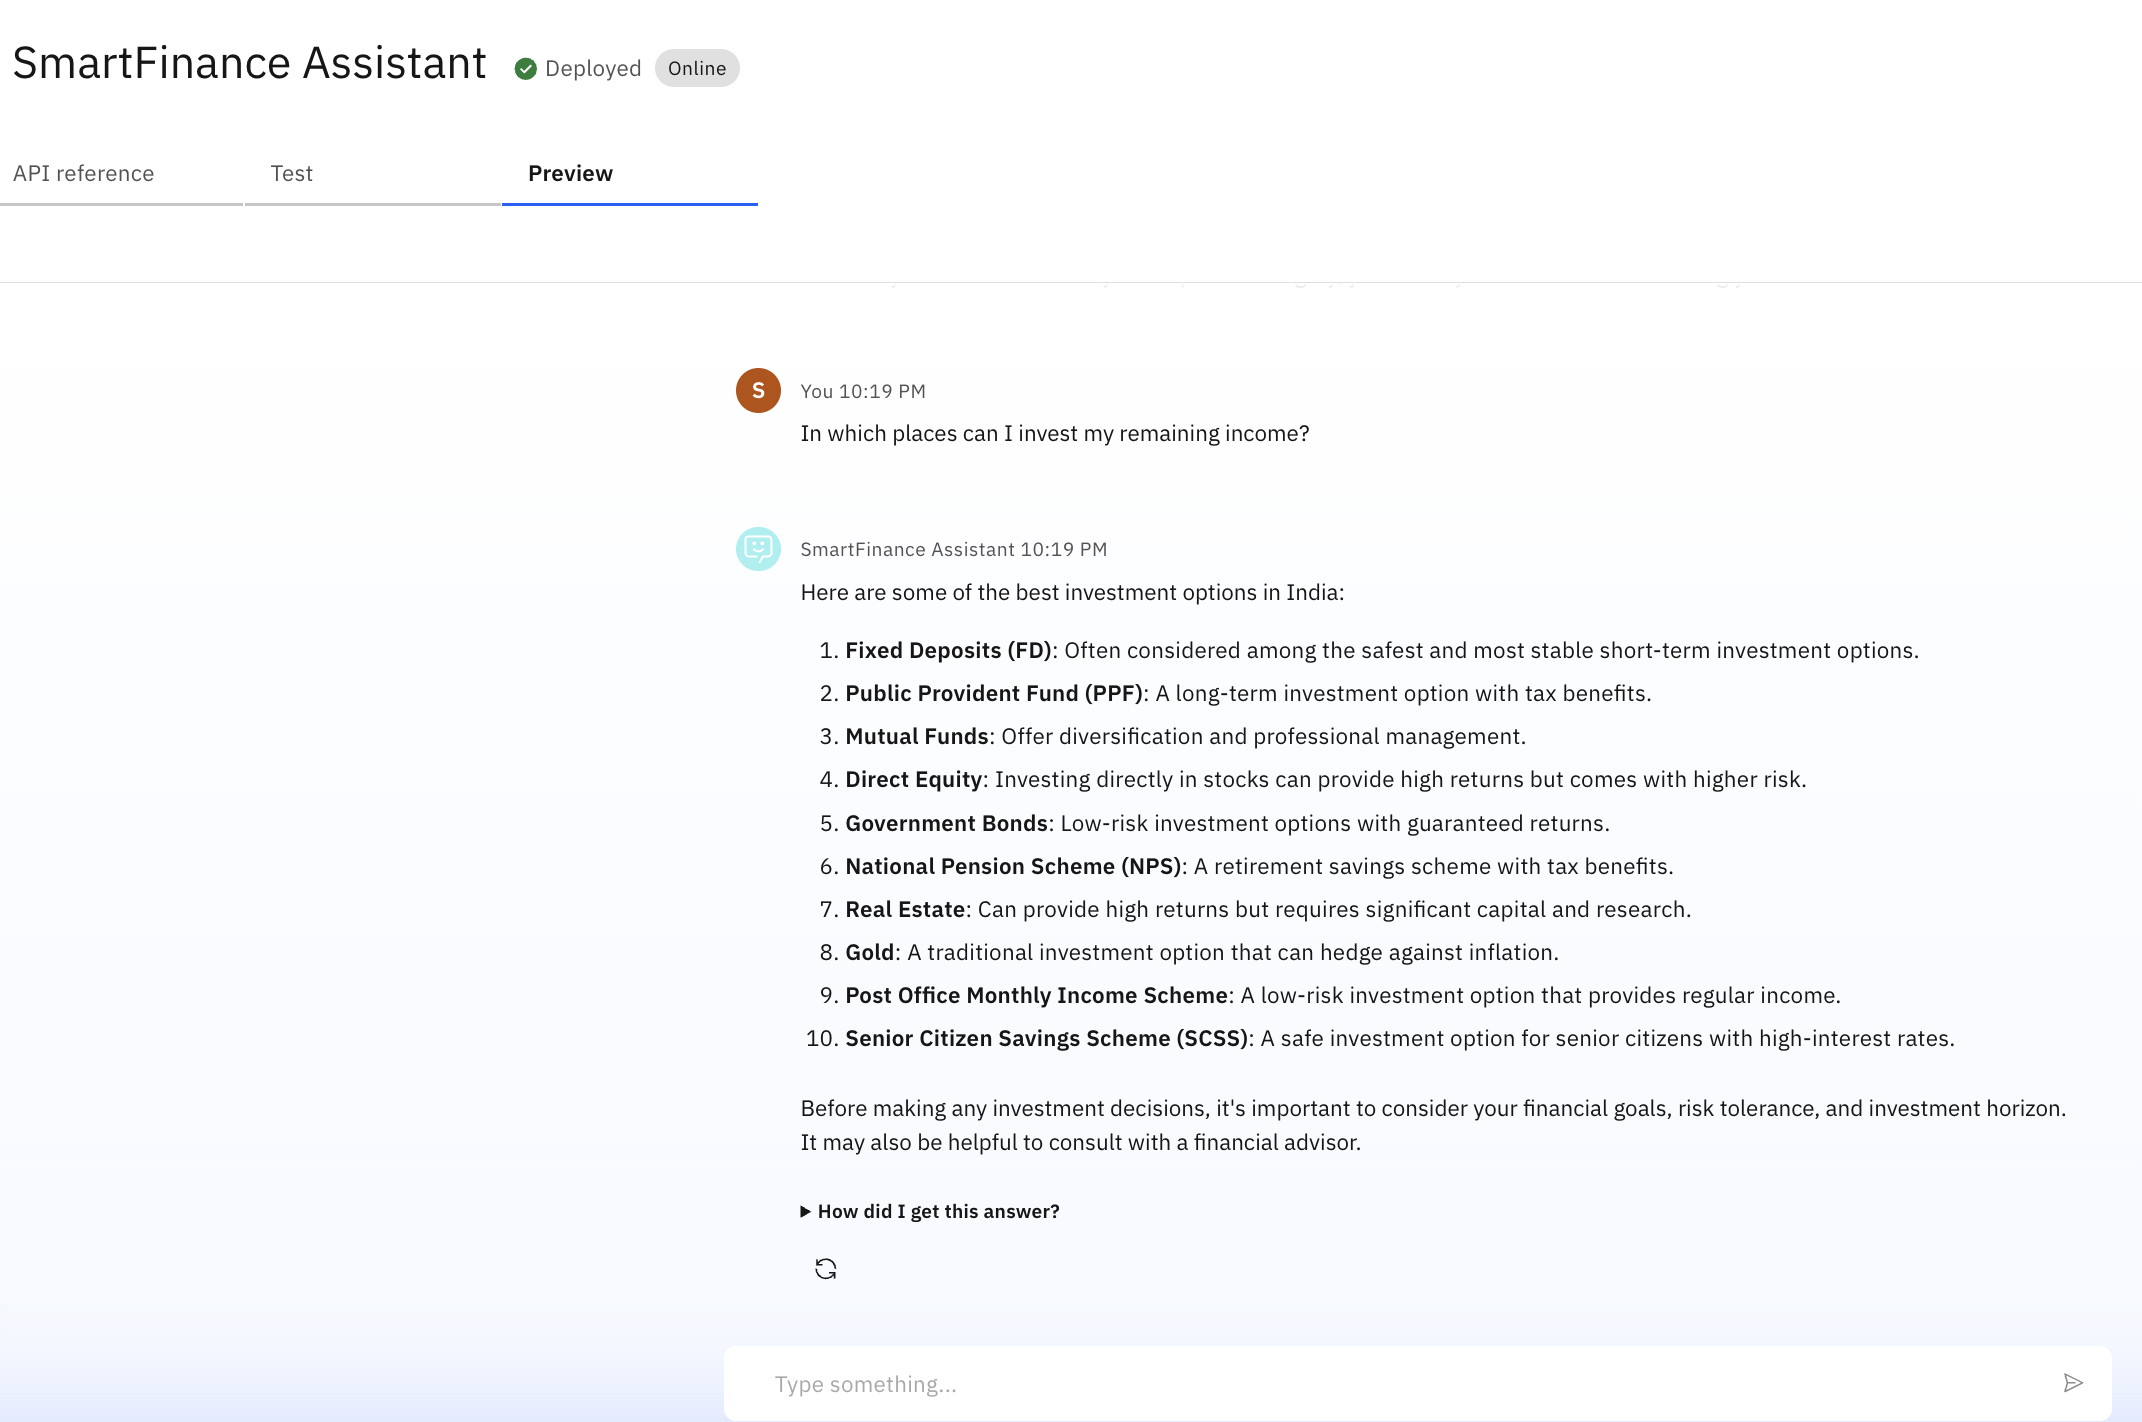 SmartFinance Assistant Deployed Online
API reference Test Preview
S You 10:19 PM
In which places can I invest my remaining income?
SmartFinance Assistant 10:19 PM
Here are some of the best investment options in India:
1. Fixed Deposits (FD): Often considered among the safest and most stable short-term investment options.
2. Public Provident Fund (PPF): A long-term investment option with tax benefits.
3. Mutual Funds: Offer diversification and professional management.
4. Direct Equity: Investing directly in stocks can provide high returns but comes with higher risk.
5. Government Bonds: Low-risk investment options with guaranteed returns.
6. National Pension Scheme (NPS): A retirement savings scheme with tax benefits.
7. Real Estate: Can provide high returns but requires significant capital and research.
8. Gold: A traditional investment option that can hedge against inflation.
9. Post Office Monthly Income Scheme: A low-risk investment option that provides regular income.
10. Senior Citizen Savings Scheme (SCSS): A safe investment option for senior citizens with high-interest rates.
Before making any investment decisions, it's important to consider your financial goals, risk tolerance, and investment horizon.
It may also be helpful to consult with a financial advisor.
How did I get this answer?
Type something...